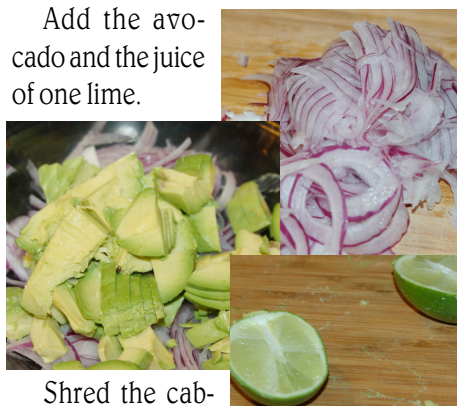 Add the avo-
cado and the juice
of one lime.
Shred the cab-